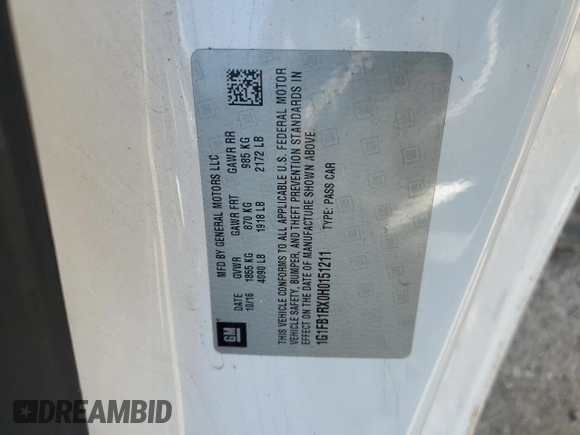 GM
MFD BY GENERAL MOTORS LLC
DATE GVWR GAWR FRT GAWR RR
10/16 1855 KG 870 KG 985 KG
4090 LB 1918 LB 2172 LB
THIS VEHICLE CONFORMS TO ALL APPLICABLE U.S. FEDERAL MOTOR
VEHICLE SAFETY, BUMPER, AND THEFT PREVENTION STANDARDS IN
EFFECT ON THE DATE OF MANUFACTURE SHOWN ABOVE.
1G1FB1RX0H0151211 TYPE: PASS CAR
DREAMBID